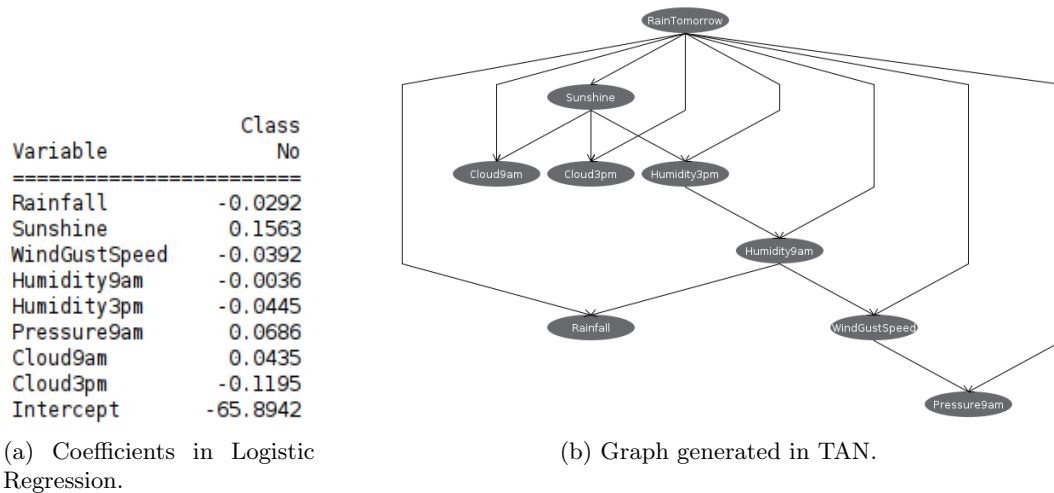 Class
Variable No
========================
Rainfall -0.0292
Sunshine 0.1563
WindGustSpeed -0.0392
Humidity9am -0.0036
Humidity3pm -0.0445
Pressure9am 0.0686
Cloud9am 0.0435
Cloud3pm -0.1195
Intercept -65.8942
(a) Coefficients in Logistic
Regression.
RainTomorrow
Sunshine
Cloud9am Cloud3pm Humidity3pm
Humidity9am
Rainfall WindGustSpeed
Pressure9am
(b) Graph generated in TAN.